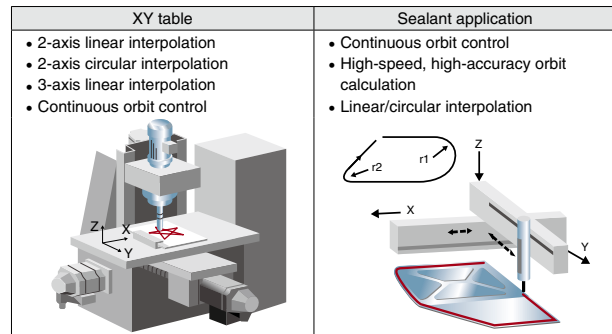 XY table
• 2-axis linear interpolation
• 2-axis circular interpolation
• 3-axis linear interpolation
• Continuous orbit control
Z
X
Y
Sealant application
• Continuous orbit control
• High-speed, high-accuracy orbit
calculation
• Linear/circular interpolation
r1
r2
Z
X
Y